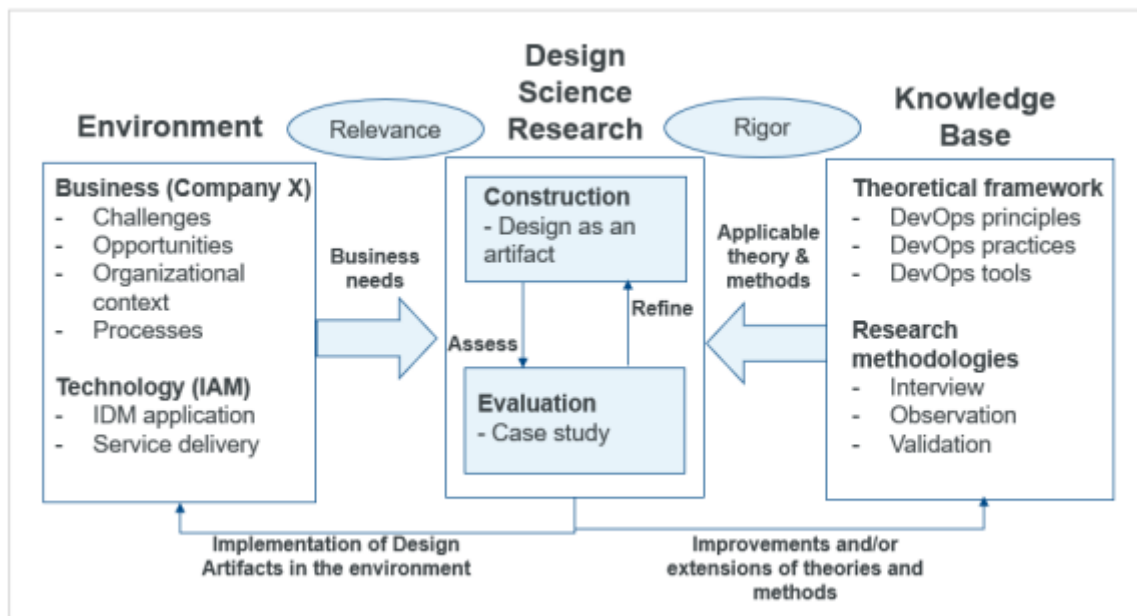 Design
Science
Research
Environment
Relevance
Rigor
Knowledge
Base
Business (Company X)
- Challenges
- Opportunities
- Organizational
context
- Processes
Technology (IAM)
- IDM application
- Service delivery
Business
needs
Construction
- Design as an
artifact
Assess
Refine
Evaluation
- Case study
Applicable
theory &
methods
Theoretical framework
- DevOps principles
- DevOps practices
- DevOps tools
Research
methodologies
- Interview
- Observation
- Validation
Implementation of Design
Artifacts in the environment
Improvements and/or
extensions of theories and
methods